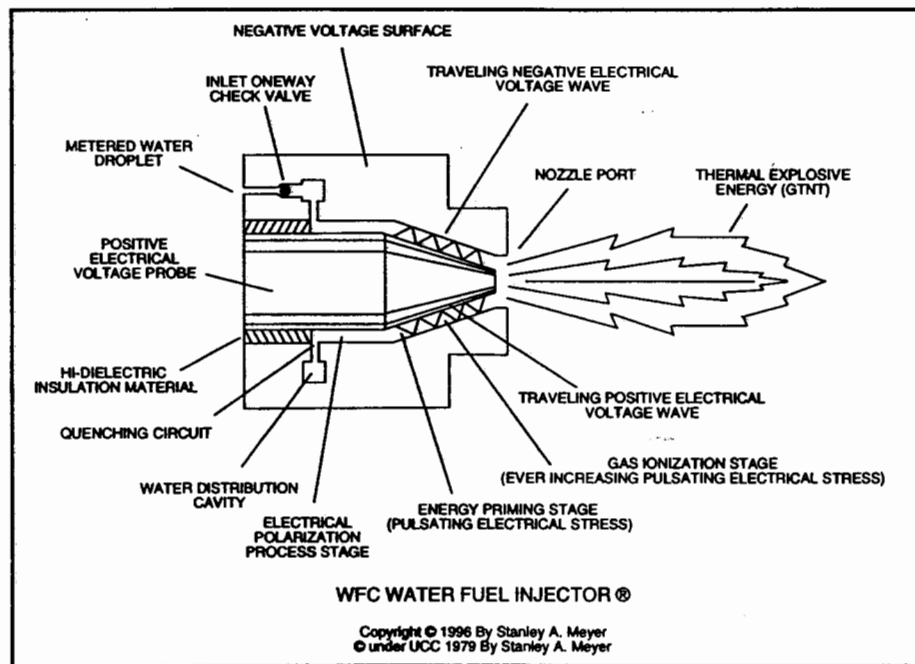 NEGATIVE VOLTAGE SURFACE
TRAVELING NEGATIVE ELECTRICAL
VOLTAGE WAVE
INLET ONEWAY
CHECK VALVE
METERED WATER
DROPLET
NOZZLE PORT
THERMAL EXPLOSIVE
ENERGY (GTNT)
POSITIVE
ELECTRICAL
VOLTAGE PROBE
HI-DIELECTRIC
INSULATION MATERIAL
TRAVELING POSITIVE ELECTRICAL
VOLTAGE WAVE
QUENCHING CIRCUIT
GAS IONIZATION STAGE
(EVER INCREASING PULSATING ELECTRICAL STRESS)
WATER DISTRIBUTION
CAVITY
ENERGY PRIMING STAGE
(PULSATING ELECTRICAL STRESS)
ELECTRICAL
POLARIZATION
PROCESS STAGE
WFC WATER FUEL INJECTOR ®
Copyright © 1996 By Stanley A. Meyer
© under UCC 1979 By Stanley A. Meyer